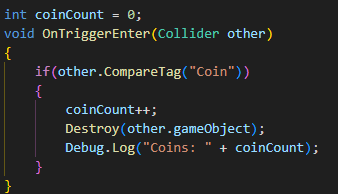 int coinCount = 0;
void OnTriggerEnter(Collider other)
{
    if(other.CompareTag("Coin"))
    {
        coinCount++;
        Destroy(other.gameObject);
        Debug.Log("Coins: " + coinCount);
    }
}